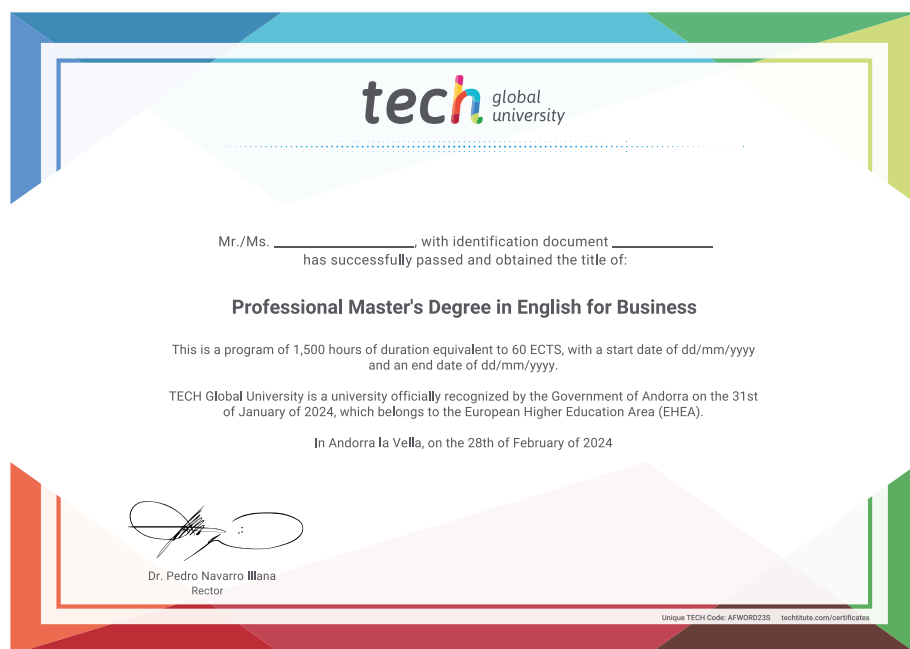 tech global university
Mr./Ms. ____________________, with identification document ______________
has successfully passed and obtained the title of:
Professional Master's Degree in English for Business
This is a program of 1,500 hours of duration equivalent to 60 ECTS, with a start date of dd/mm/yyyy
and an end date of dd/mm/yyyy.
TECH Global University is a university officially recognized by the Government of Andorra on the 31st
of January of 2024, which belongs to the European Higher Education Area (EHEA).
In Andorra la Vella, on the 28th of February of 2024
Dr. Pedro Navarro Illana
Rector
Unique TECH Code: AFWORD23S techtitute.com/certificates